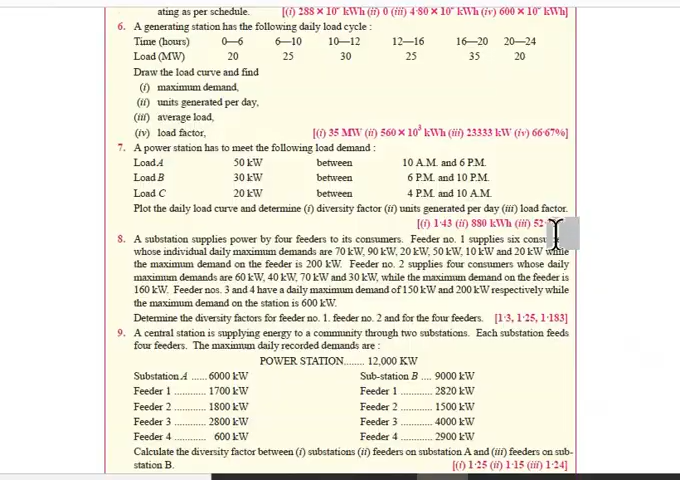 ating as per schedule. [(i) 288 × 10³ kWh (ii) 0 (iii) 4·80 × 10³ kWh (iv) 600 × 10³ kWh]
6. A generating station has the following daily load cycle :
Time (hours) 0—6 6—10 10—12 12—16 16—20 20—24
Load (MW) 20 25 30 25 35 20
Draw the load curve and find
(i) maximum demand,
(ii) units generated per day,
(iii) average load,
(iv) load factor, [(i) 35 MW (ii) 560 × 10³ kWh (iii) 23333 kW (iv) 66·67%]
7. A power station has to meet the following load demand :
Load A 50 kW between 10 A.M. and 6 P.M.
Load B 30 kW between 6 P.M. and 10 P.M.
Load C 20 kW between 4 P.M. and 10 A.M.
Plot the daily load curve and determine (i) diversity factor (ii) units generated per day (iii) load factor.
[(i) 1·43 (ii) 880 kWh (iii) 52·
8. A substation supplies power by four feeders to its consumers. Feeder no. 1 supplies six
whose individual daily maximum demands are 70 kW, 90 kW, 20 kW, 50 kW, 10 kW and 20 kW while
the maximum demand on the feeder is 200 kW. Feeder no. 2 supplies four consumers whose daily
maximum demands are 60 kW, 40 kW, 70 kW and 30 kW, while the maximum demand on the feeder is
160 kW. Feeder nos. 3 and 4 have a daily maximum demand of 150 kW and 200 kW respectively while
the maximum demand on the station is 600 kW.
Determine the diversity factors for feeder no. 1. feeder no. 2 and for the four feeders. [1·3, 1·25, 1·183]
9. A central station is supplying energy to a community through two substations. Each substation feeds
four feeders. The maximum daily recorded demands are :
POWER STATION........ 12,000 KW
Substation A ...... 6000 kW Sub-station B .... 9000 kW
Feeder 1 ............ 1700 kW Feeder 1 ............ 2820 kW
Feeder 2 ............ 1800 kW Feeder 2 ............ 1500 kW
Feeder 3 ............ 2800 kW Feeder 3 ............ 4000 kW
Feeder 4 ............ 600 kW Feeder 4 ............ 2900 kW
Calculate the diversity factor between (i) substations (ii) feeders on substation A and (iii) feeders on sub-
station B. [(i) 1·25 (ii) 1·15 (iii) 1·24]